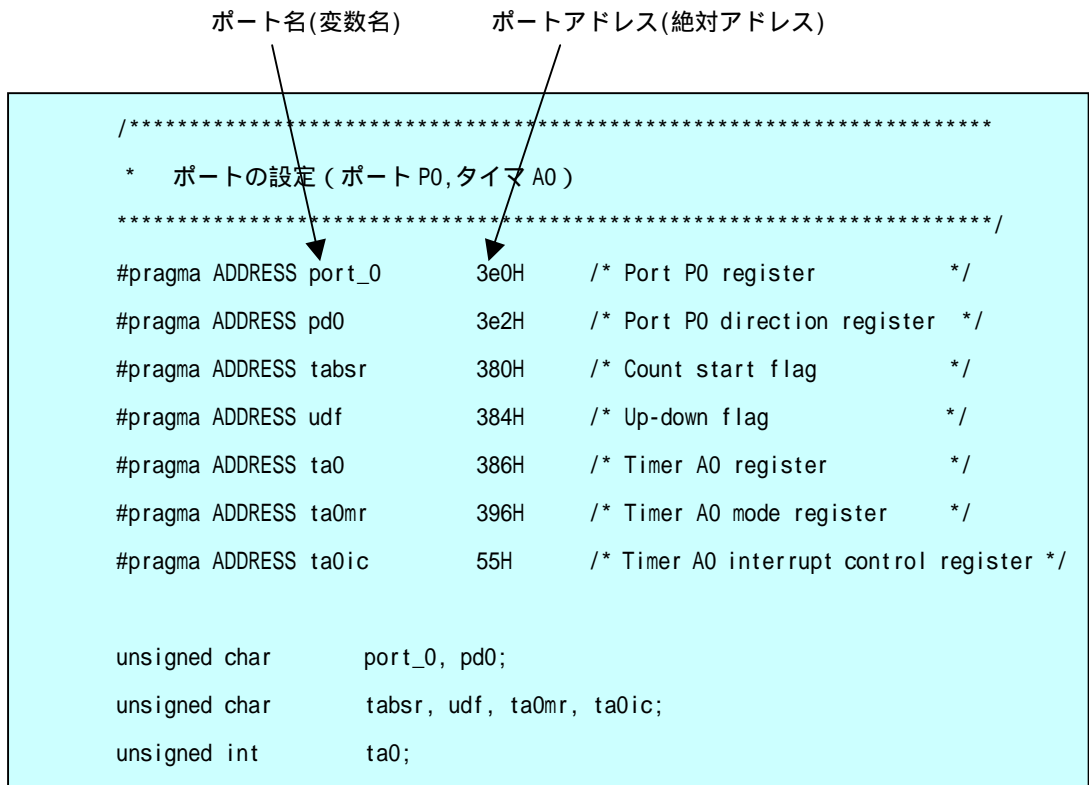 ポート名(変数名) ポートアドレス(絶対アドレス)
/************************************************************************
* ポートの設定(ポート P0,タイマ A0)
*************************************************************************/
#pragma ADDRESS port_0 3e0H /* Port P0 register */
#pragma ADDRESS pd0 3e2H /* Port P0 direction register */
#pragma ADDRESS tabsr 380H /* Count start flag */
#pragma ADDRESS udf 384H /* Up-down flag */
#pragma ADDRESS ta0 386H /* Timer A0 register */
#pragma ADDRESS ta0mr 396H /* Timer A0 mode register */
#pragma ADDRESS ta0ic 55H /* Timer A0 interrupt control register */
unsigned char port_0, pd0;
unsigned char tabsr, udf, ta0mr, ta0ic;
unsigned int ta0;